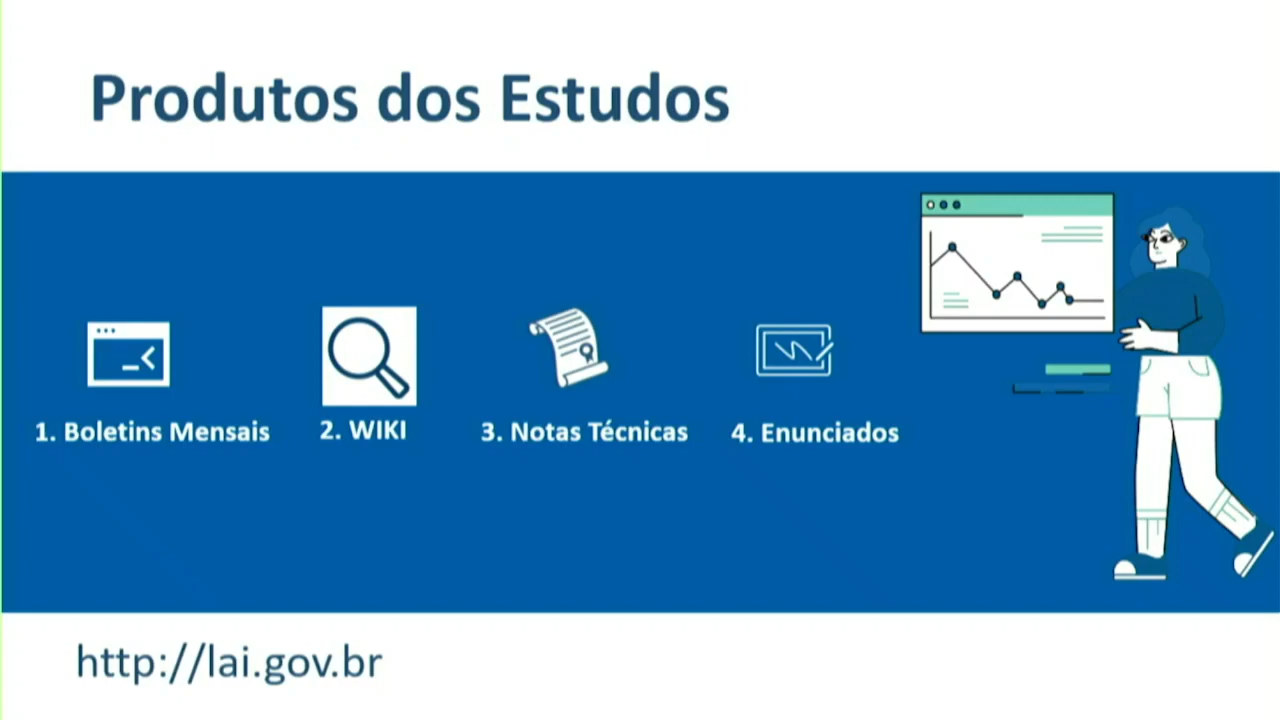 Produtos dos Estudos
1. Boletins Mensais
2. WIKI
3. Notas Técnicas
4. Enunciados
http://lai.gov.br